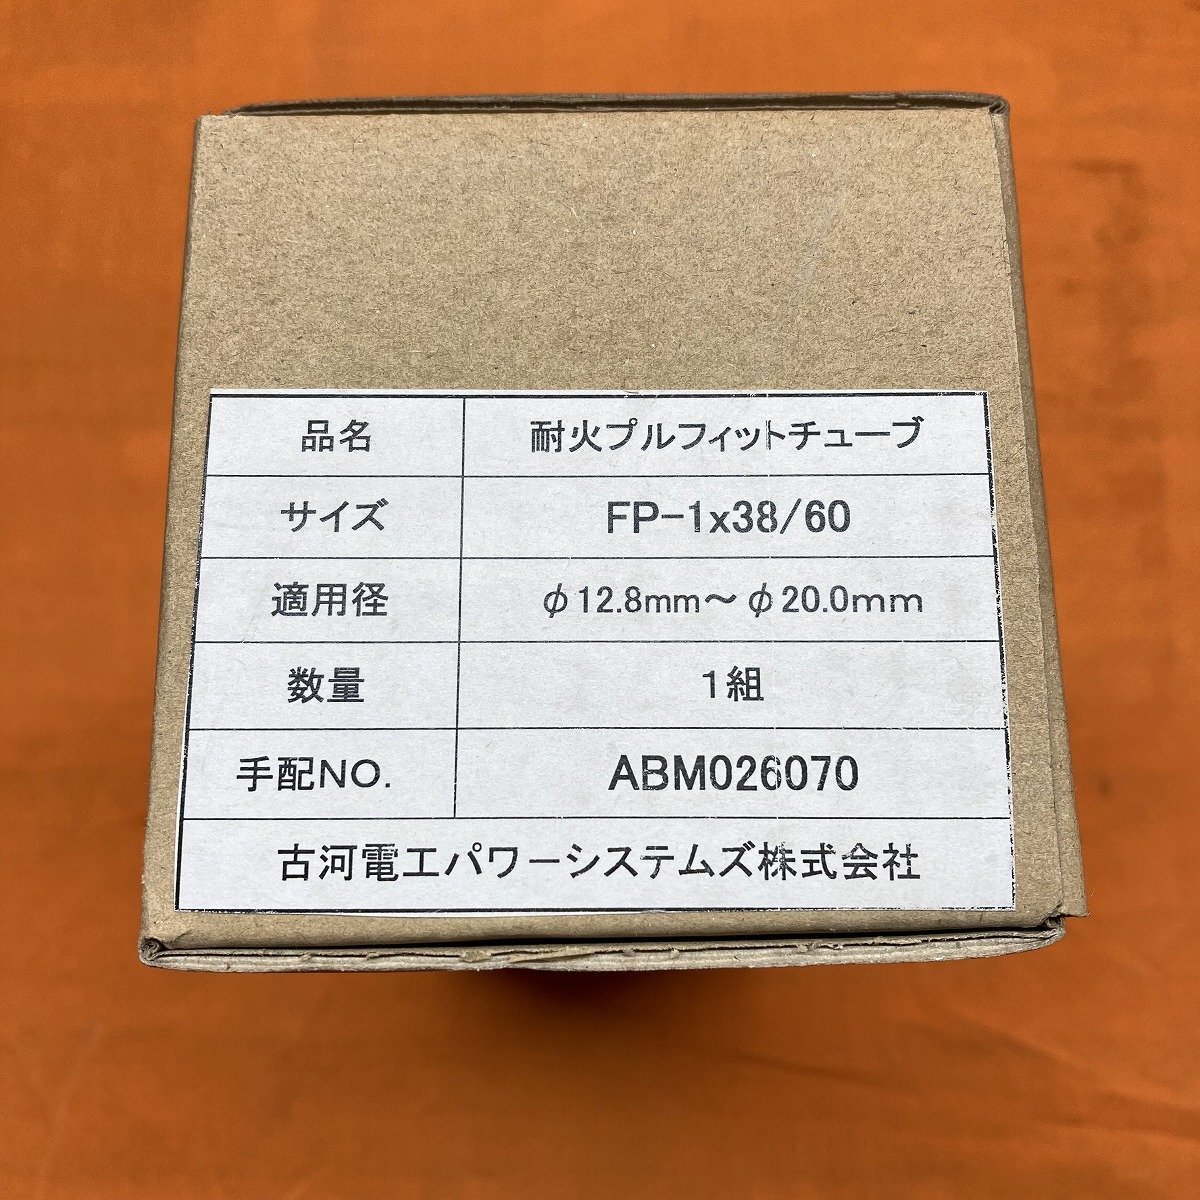 品名 耐火プルフィットチューブ
サイズ FP-1x38/60
適用径 φ12.8mm～φ20.0mm
数量 1組
手配NO. ABM026070
古河電工パワーシステムズ株式会社